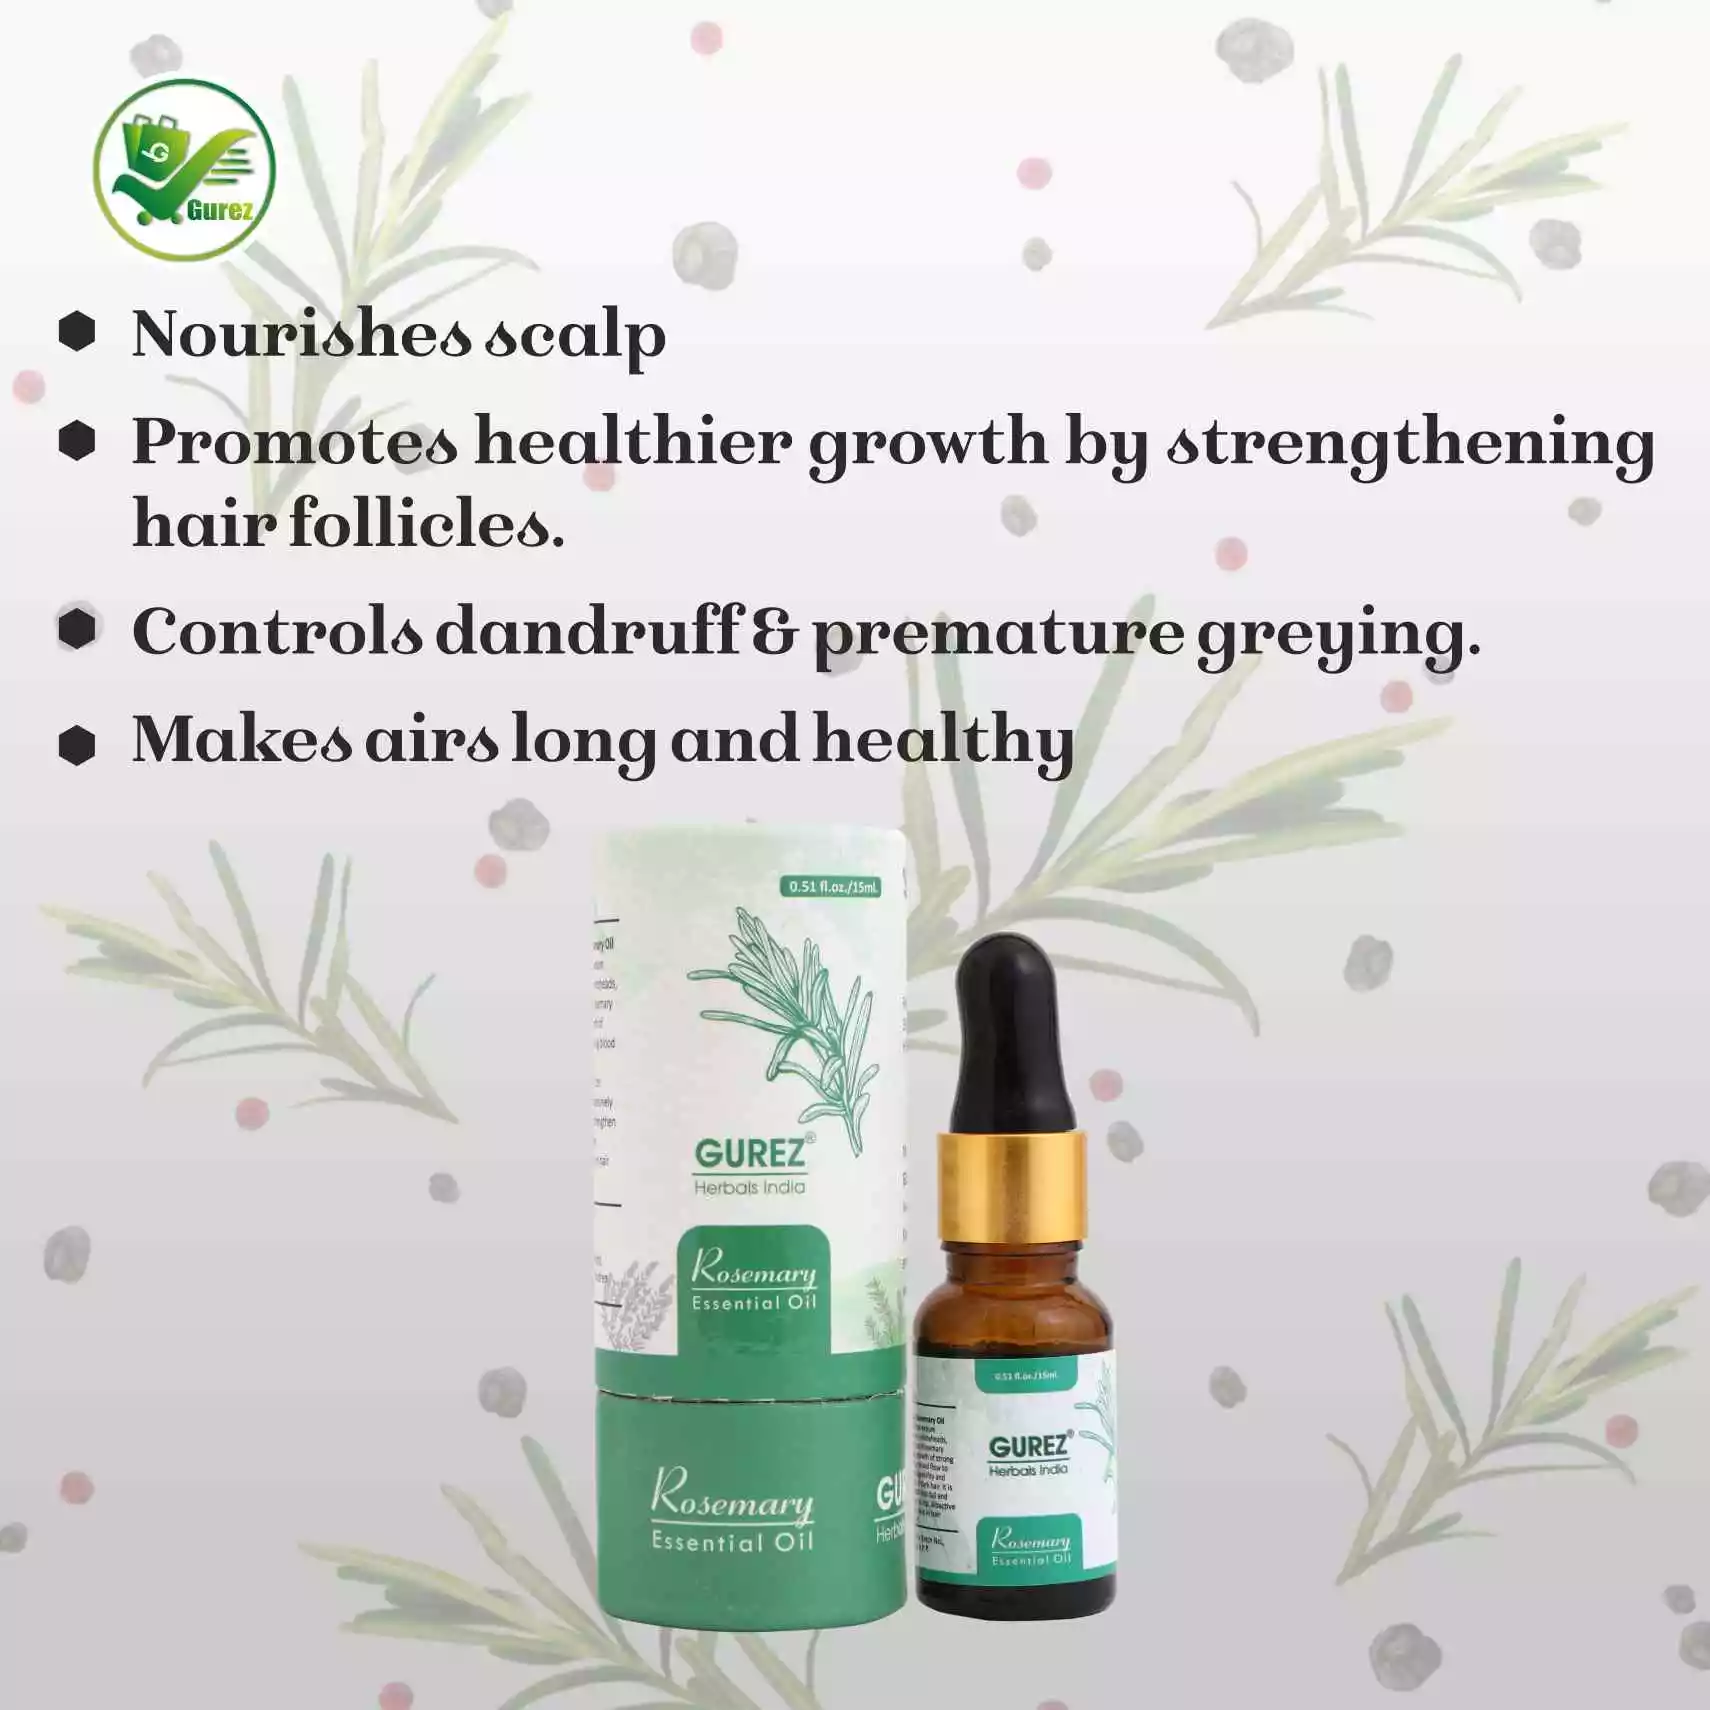 Gurez
Nourishes scalp
Promotes healthier growth by strengthening
hair follicles.
Controls dandruff & premature greying.
Makes airs long and healthy
0.51 fl.oz./15ml.
GUREZ®
Herbals India
Rosemary
Essential Oil
Rosemary
Essential Oil
0.51 fl.oz./15ml.
GUREZ®
Herbals India
Rosemary
Essential Oil